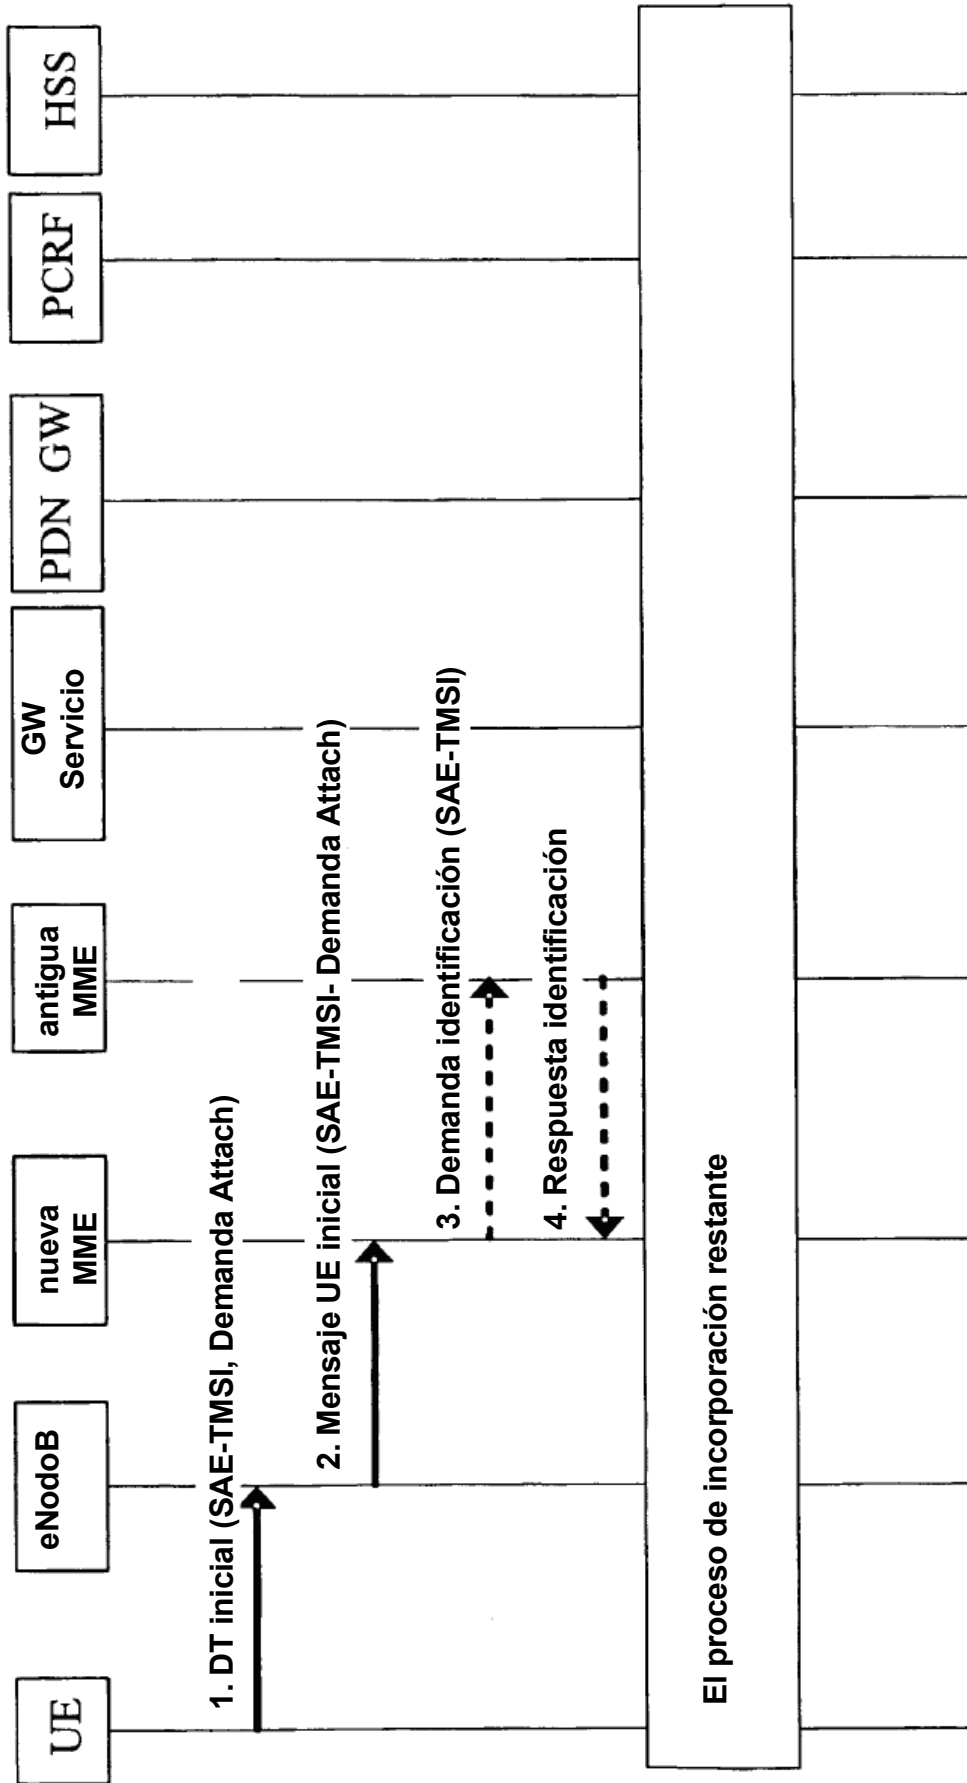 UE
eNodoB
nueva
MME
antigua
MME
GW
Servicio
PDN GW
PCRF
HSS
1. DT inicial (SAE-TMSI, Demanda Attach)
2. Mensaje UE inicial (SAE-TMSI- Demanda Attach)
3. Demanda identificación (SAE-TMSI)
4. Respuesta identificación
El proceso de incorporación restante